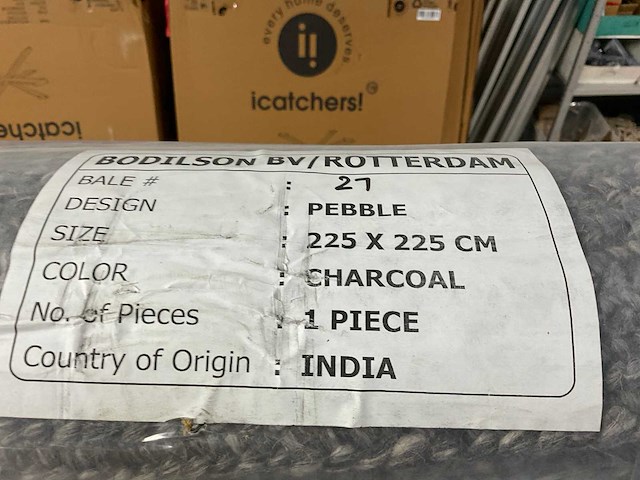 every home deserves
i!
icatchers!
icatchers!
BODILSON BV/ROTTERDAM
BALE # : 27
DESIGN : PEBBLE
SIZE : 225 X 225 CM
COLOR : CHARCOAL
No. of Pieces : 1 PIECE
Country of Origin : INDIA